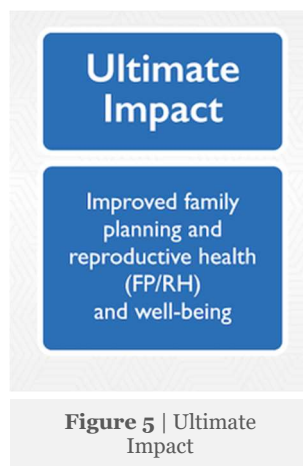 Ultimate
Impact
Improved family
planning and
reproductive health
(FP/RH)
and well-being
Figure 5 | Ultimate
Impact